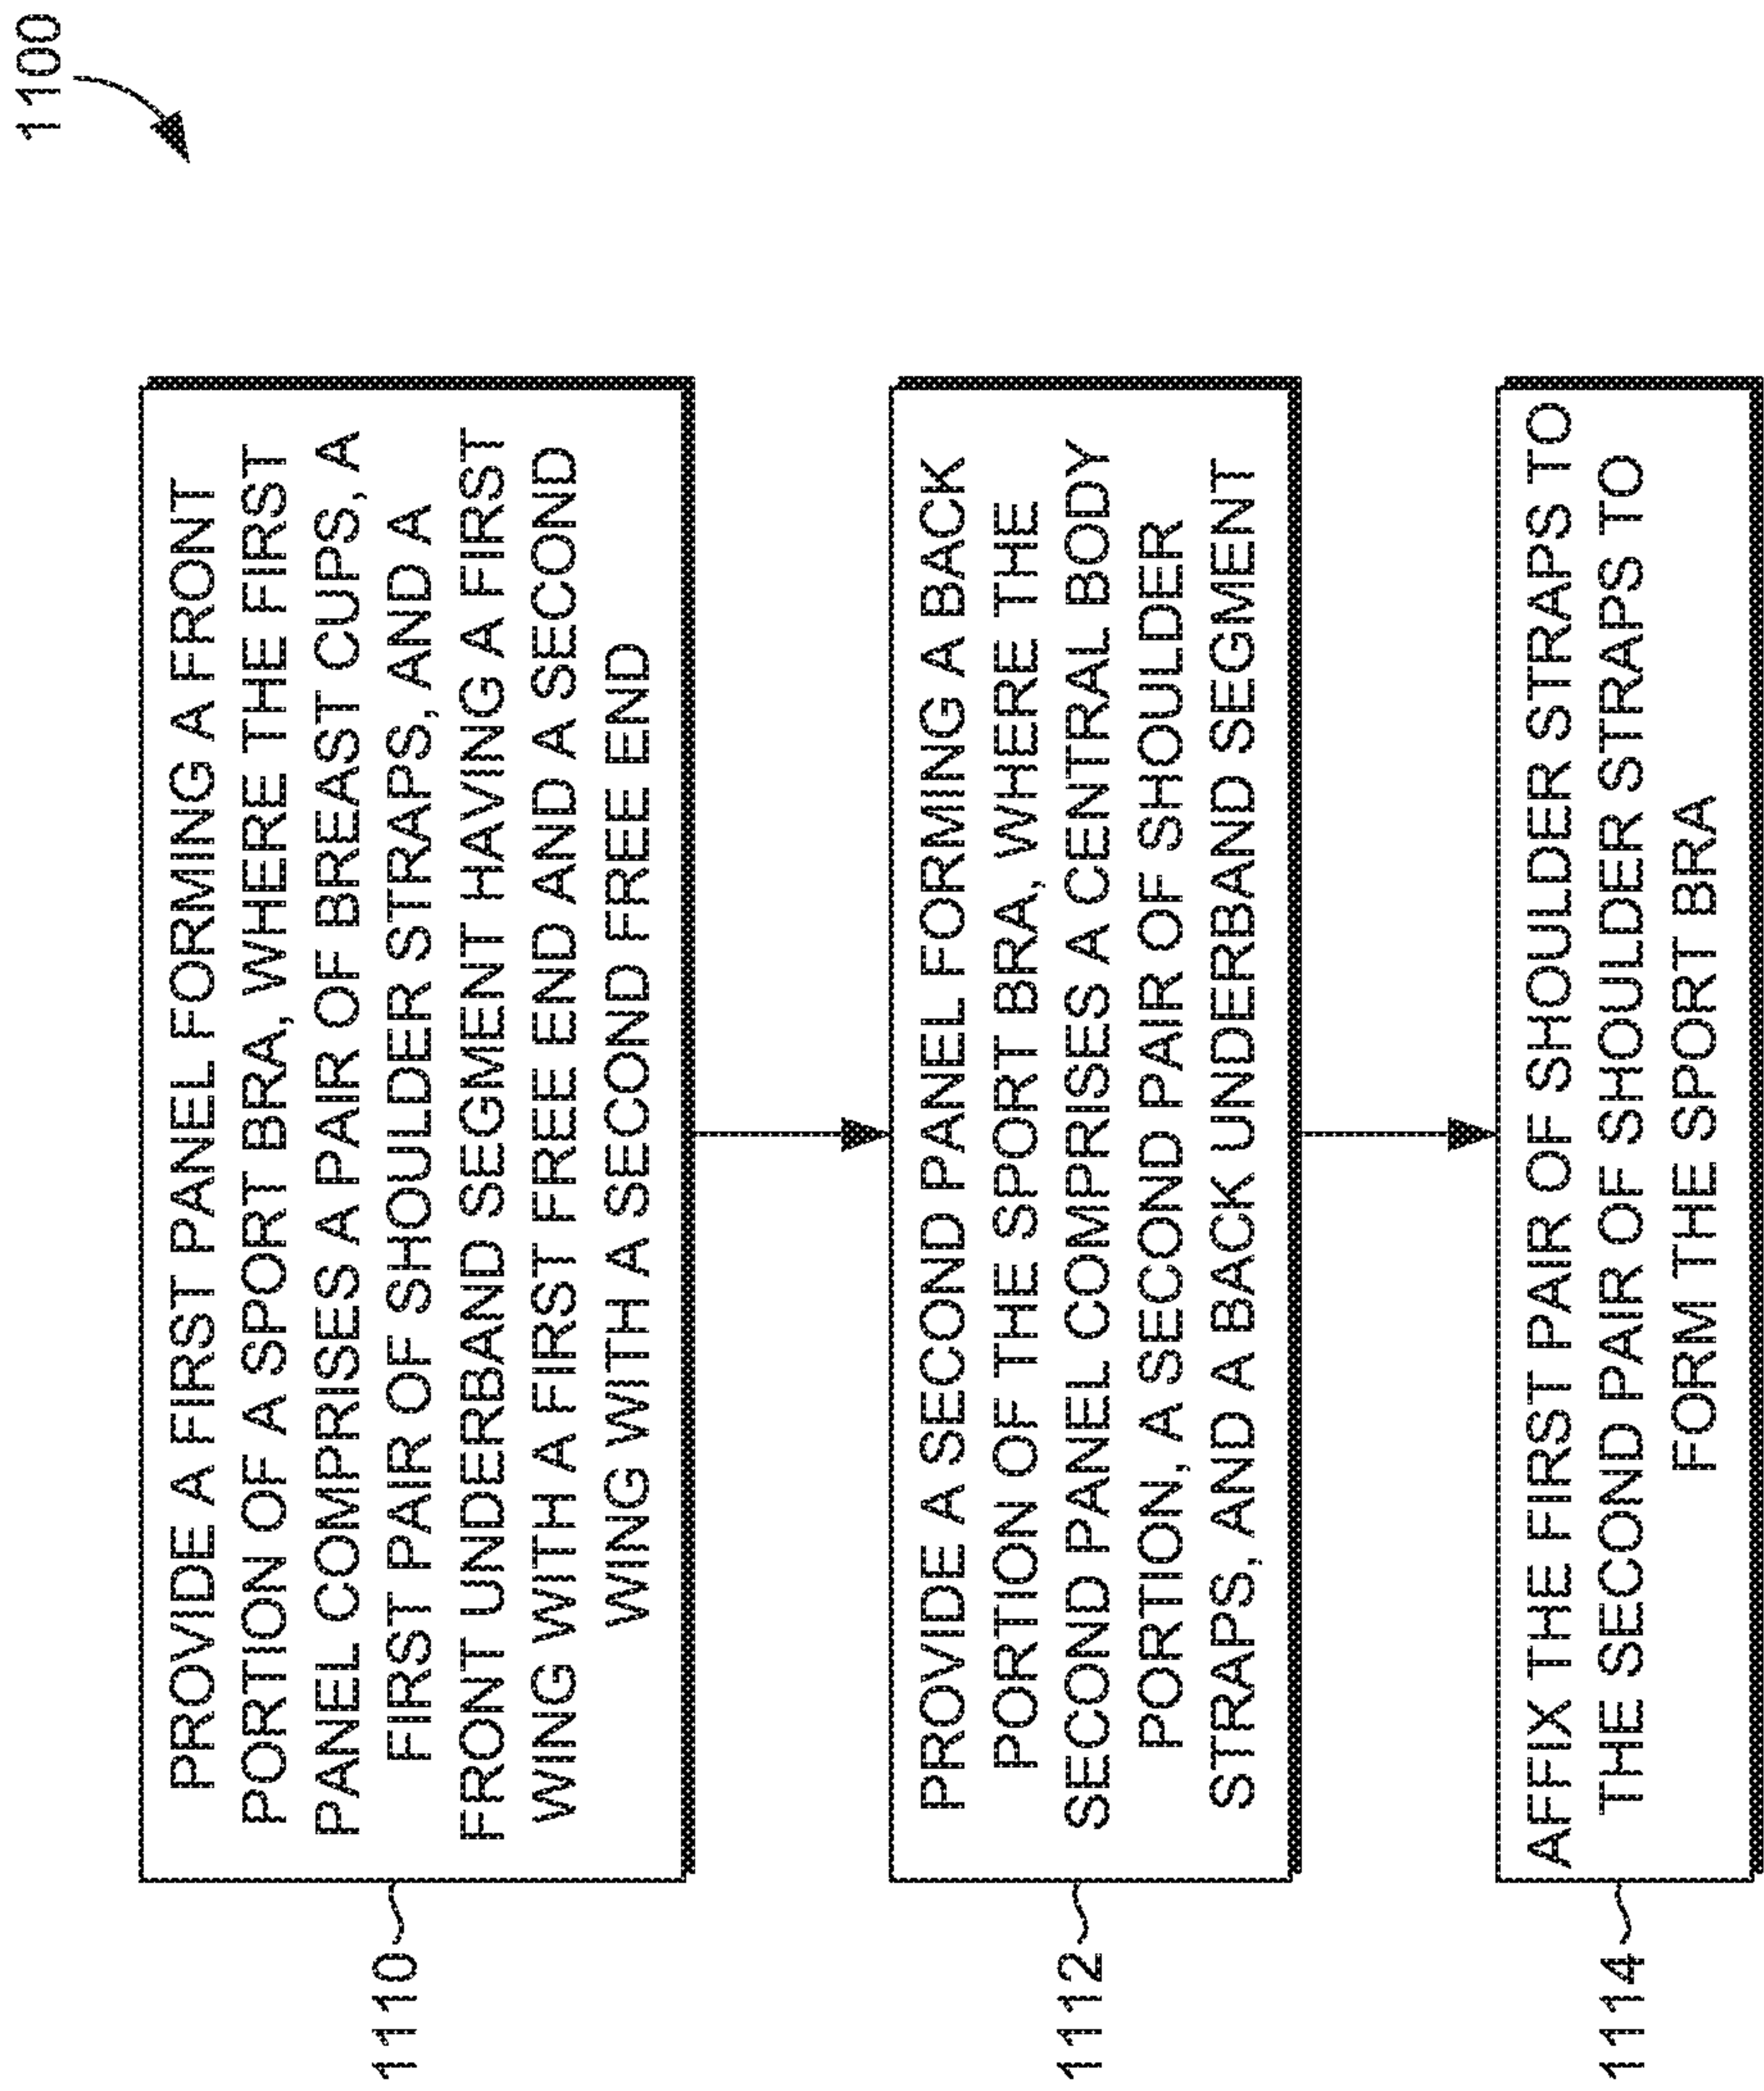 1100
PROVIDE A FIRST PANEL FORMING A FRONT
PORTION OF A SPORT BRA, WHERE THE FIRST
PANEL COMPRISES A PAIR OF BREAST CUPS, A
FIRST PAIR OF SHOULDER STRAPS, AND A
FRONT UNDERBAND SEGMENT HAVING A FIRST
WING WITH A FIRST FREE END AND A SECOND
WING WITH A SECOND FREE END
1110
PROVIDE A SECOND PANEL FORMING A BACK
PORTION OF THE SPORT BRA, WHERE THE
SECOND PANEL COMPRISES A CENTRAL BODY
PORTION, A SECOND PAIR OF SHOULDER
STRAPS, AND A BACK UNDERBAND SEGMENT
1112
AFFIX THE FIRST PAIR OF SHOULDER STRAPS TO
THE SECOND PAIR OF SHOULDER STRAPS TO
FORM THE SPORT BRA
1114